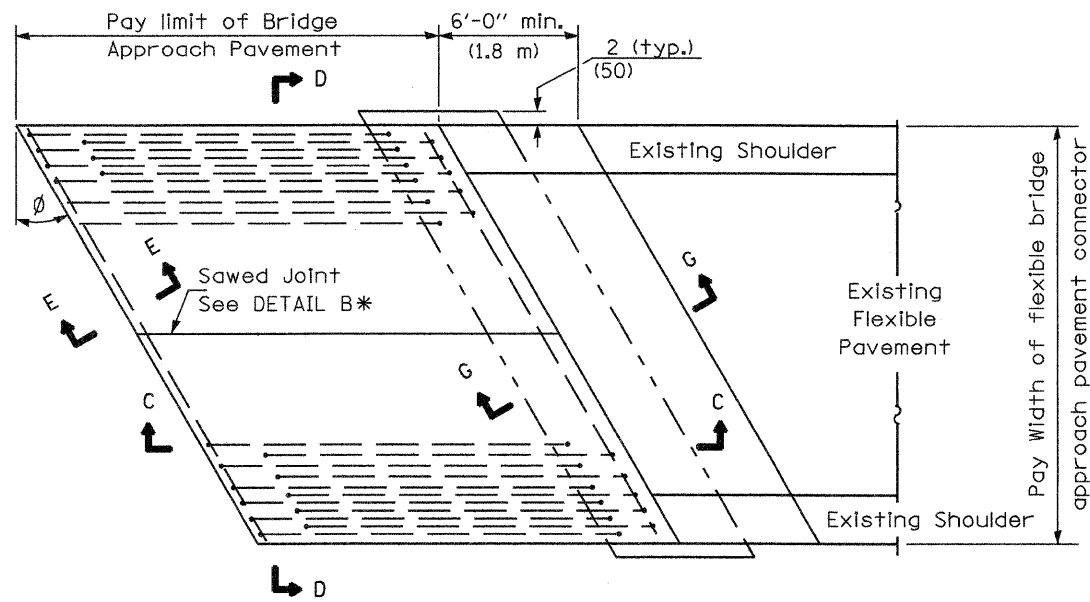 Pay limit of Bridge
Approach Pavement
6'-0" min.
(1.8 m)
2 (typ.)
(50)
D
Existing Shoulder
ø
E
E
Sawed Joint
See DETAIL B*
G
G
Existing
Flexible
Pavement
C
C
Existing Shoulder
D
Pay Width of flexible bridge
approach pavement connector